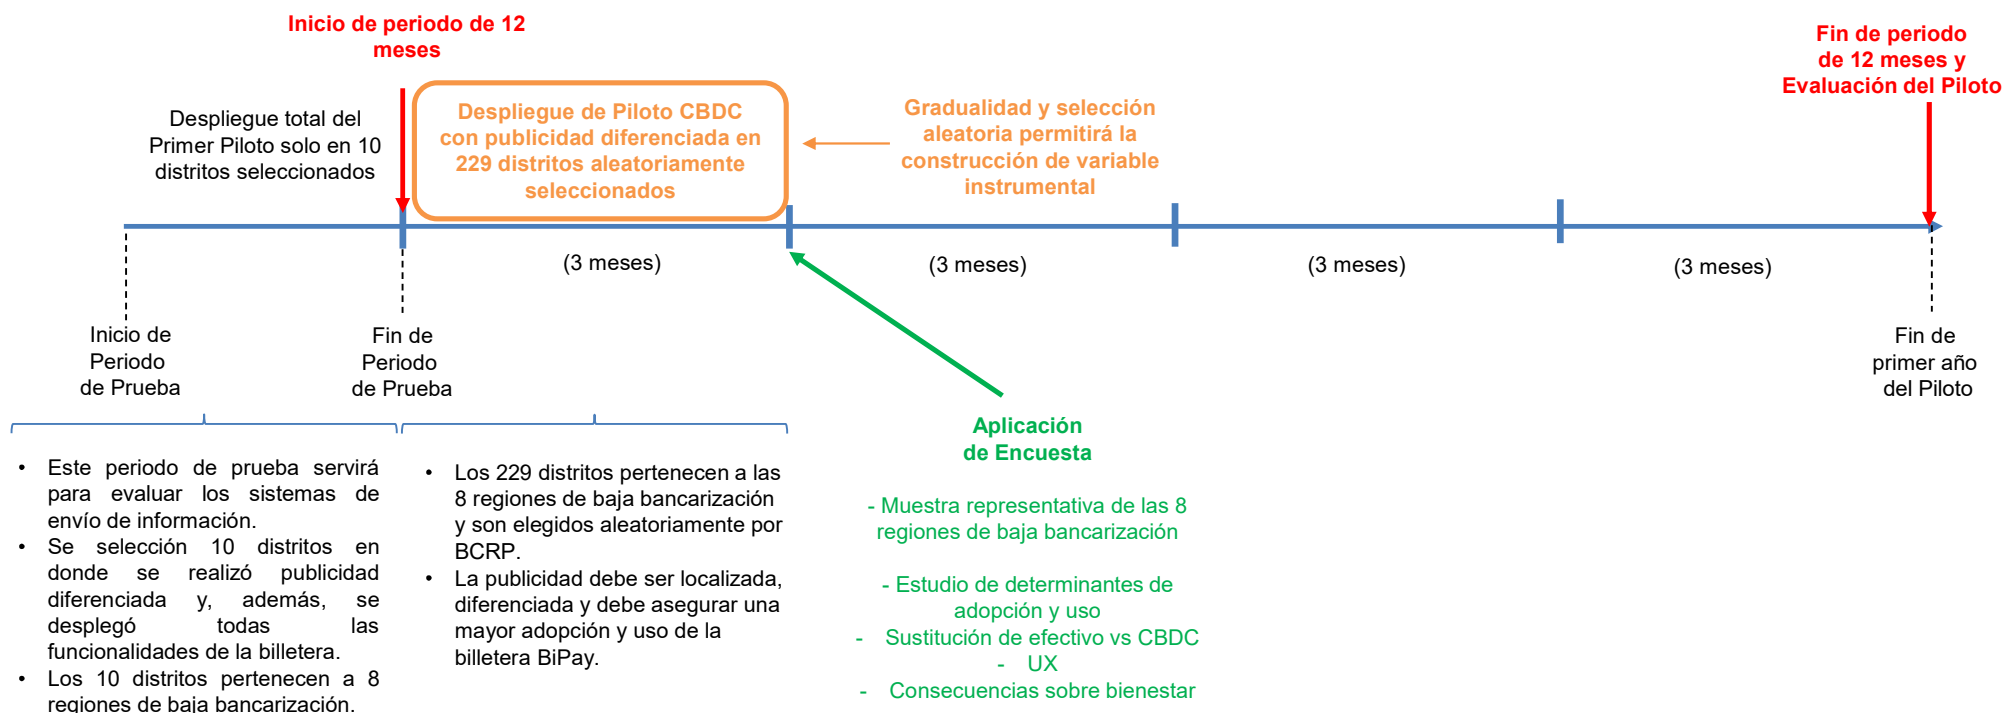 Inicio de periodo de 12
meses
Fin de periodo
de 12 meses y
Evaluación del Piloto
Despliegue total del
Primer Piloto solo en 10
distritos seleccionados
Despliegue de Piloto CBDC
con publicidad diferenciada en
229 distritos aleatoriamente
seleccionados
Gradualidad y selección
aleatoria permitirá la
construcción de variable
instrumental
(3 meses)
(3 meses)
(3 meses)
(3 meses)
Inicio de
Periodo
de Prueba
Fin de
Periodo
de Prueba
Fin de
primer año
del Piloto
• Este periodo de prueba servirá
para evaluar los sistemas de
envío de información.
• Se selección 10 distritos en
donde se realizó publicidad
diferenciada y, además, se
desplegó todas las
funcionalidades de la billetera.
• Los 10 distritos pertenecen a 8
regiones de baja bancarización.
• Los 229 distritos pertenecen a las
8 regiones de baja bancarización
y son elegidos aleatoriamente por
BCRP.
• La publicidad debe ser localizada,
diferenciada y debe asegurar una
mayor adopción y uso de la
billetera BiPay.
Aplicación
de Encuesta
- Muestra representativa de las 8
regiones de baja bancarización
- Estudio de determinantes de
adopción y uso
- Sustitución de efectivo vs CBDC
- UX
- Consecuencias sobre bienestar